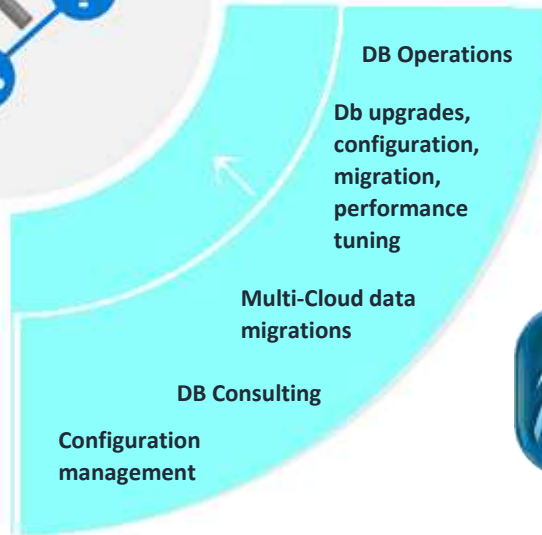 DB Operations
Db upgrades,
configuration,
migration,
performance
tuning
Multi-Cloud data
migrations
DB Consulting
Configuration
management